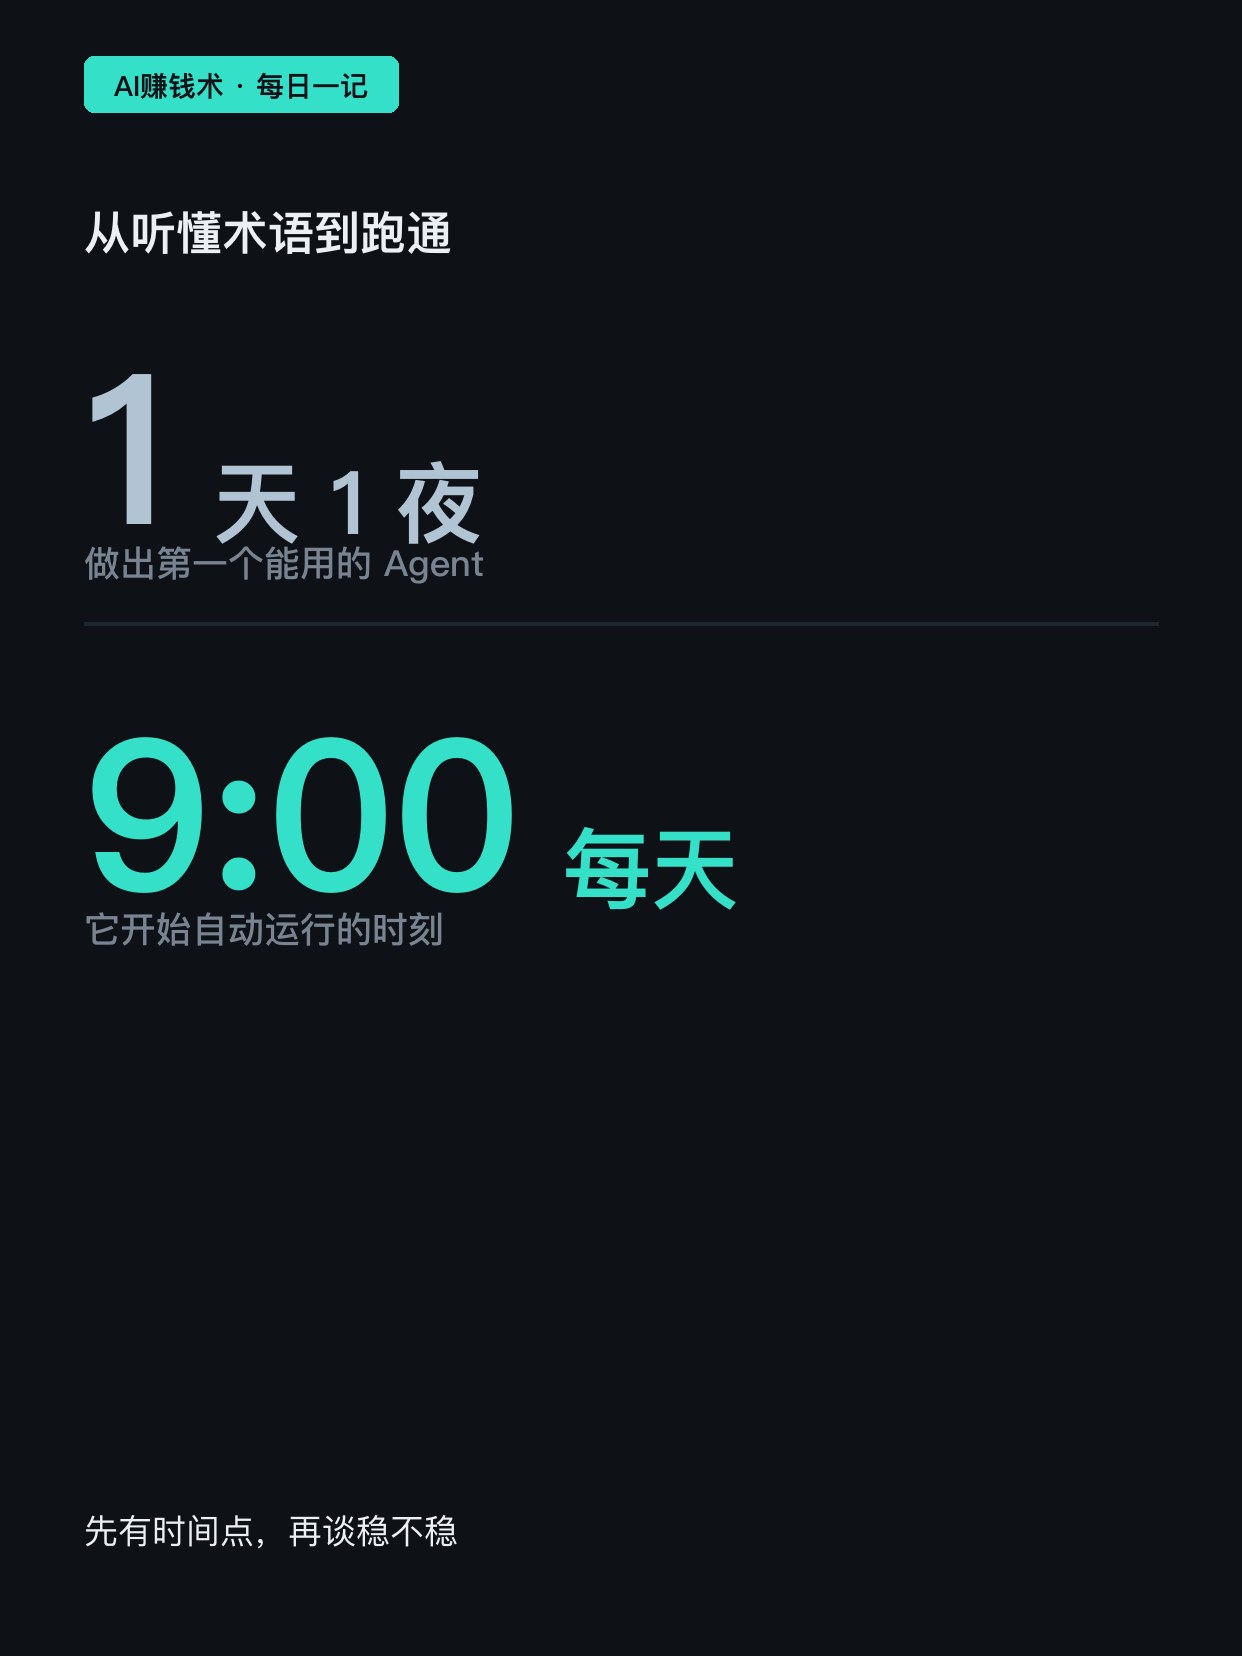 AI赚钱术 · 每日一记
从听懂术语到跑通
1 天 1 夜
做出第一个能用的 Agent
9:00 每天
它开始自动运行的时刻
先有时间点，再谈稳不稳